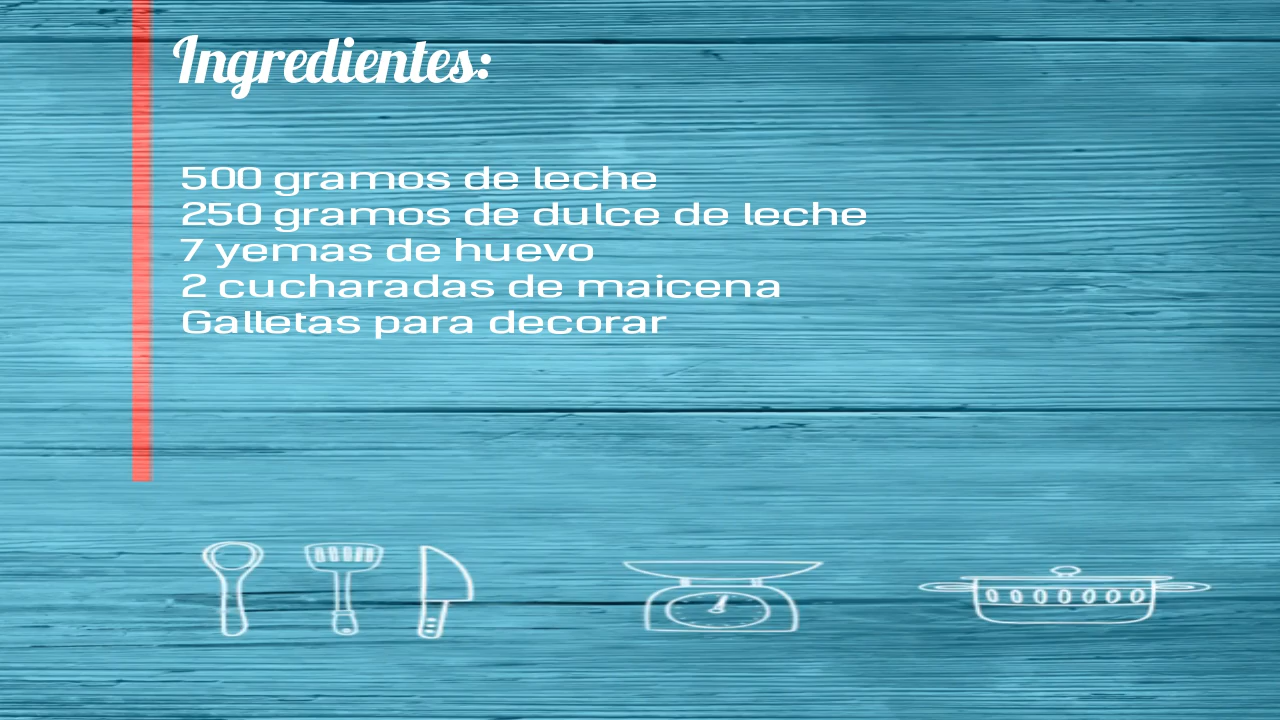 Ingredientes:
500 gramos de leche
250 gramos de dulce de leche
7 yemas de huevo
2 cucharadas de maicena
Galletas para decorar